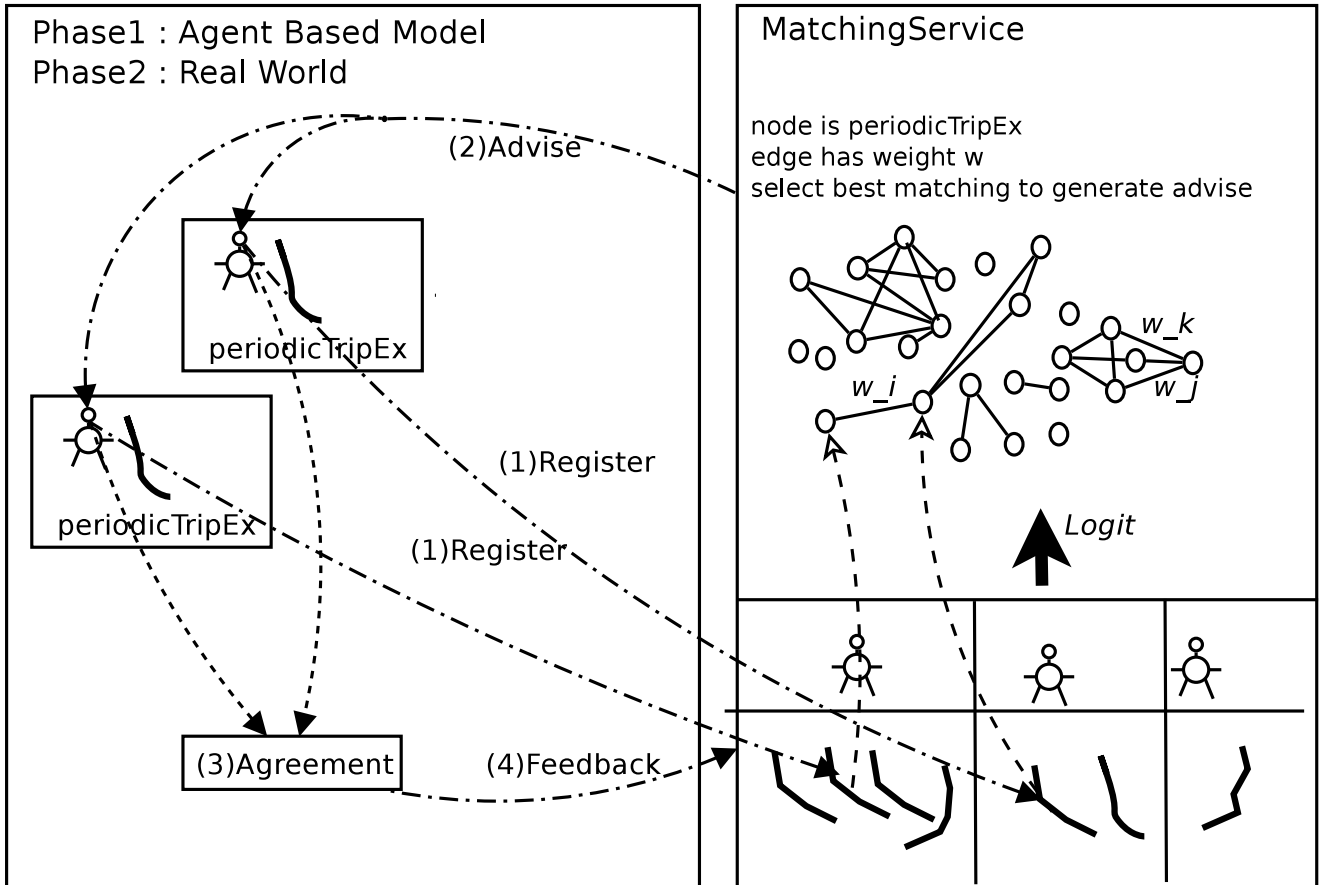 Phase1 : Agent Based Model
Phase2 : Real World
(2)Advise
periodicTripEx
periodicTripEx
(1)Register
(1)Register
(3)Agreement
(4)Feedback
MatchingService
node is periodicTripEx
edge has weight w
select best matching to generate advise
w_k
w_i
w_j
Logit